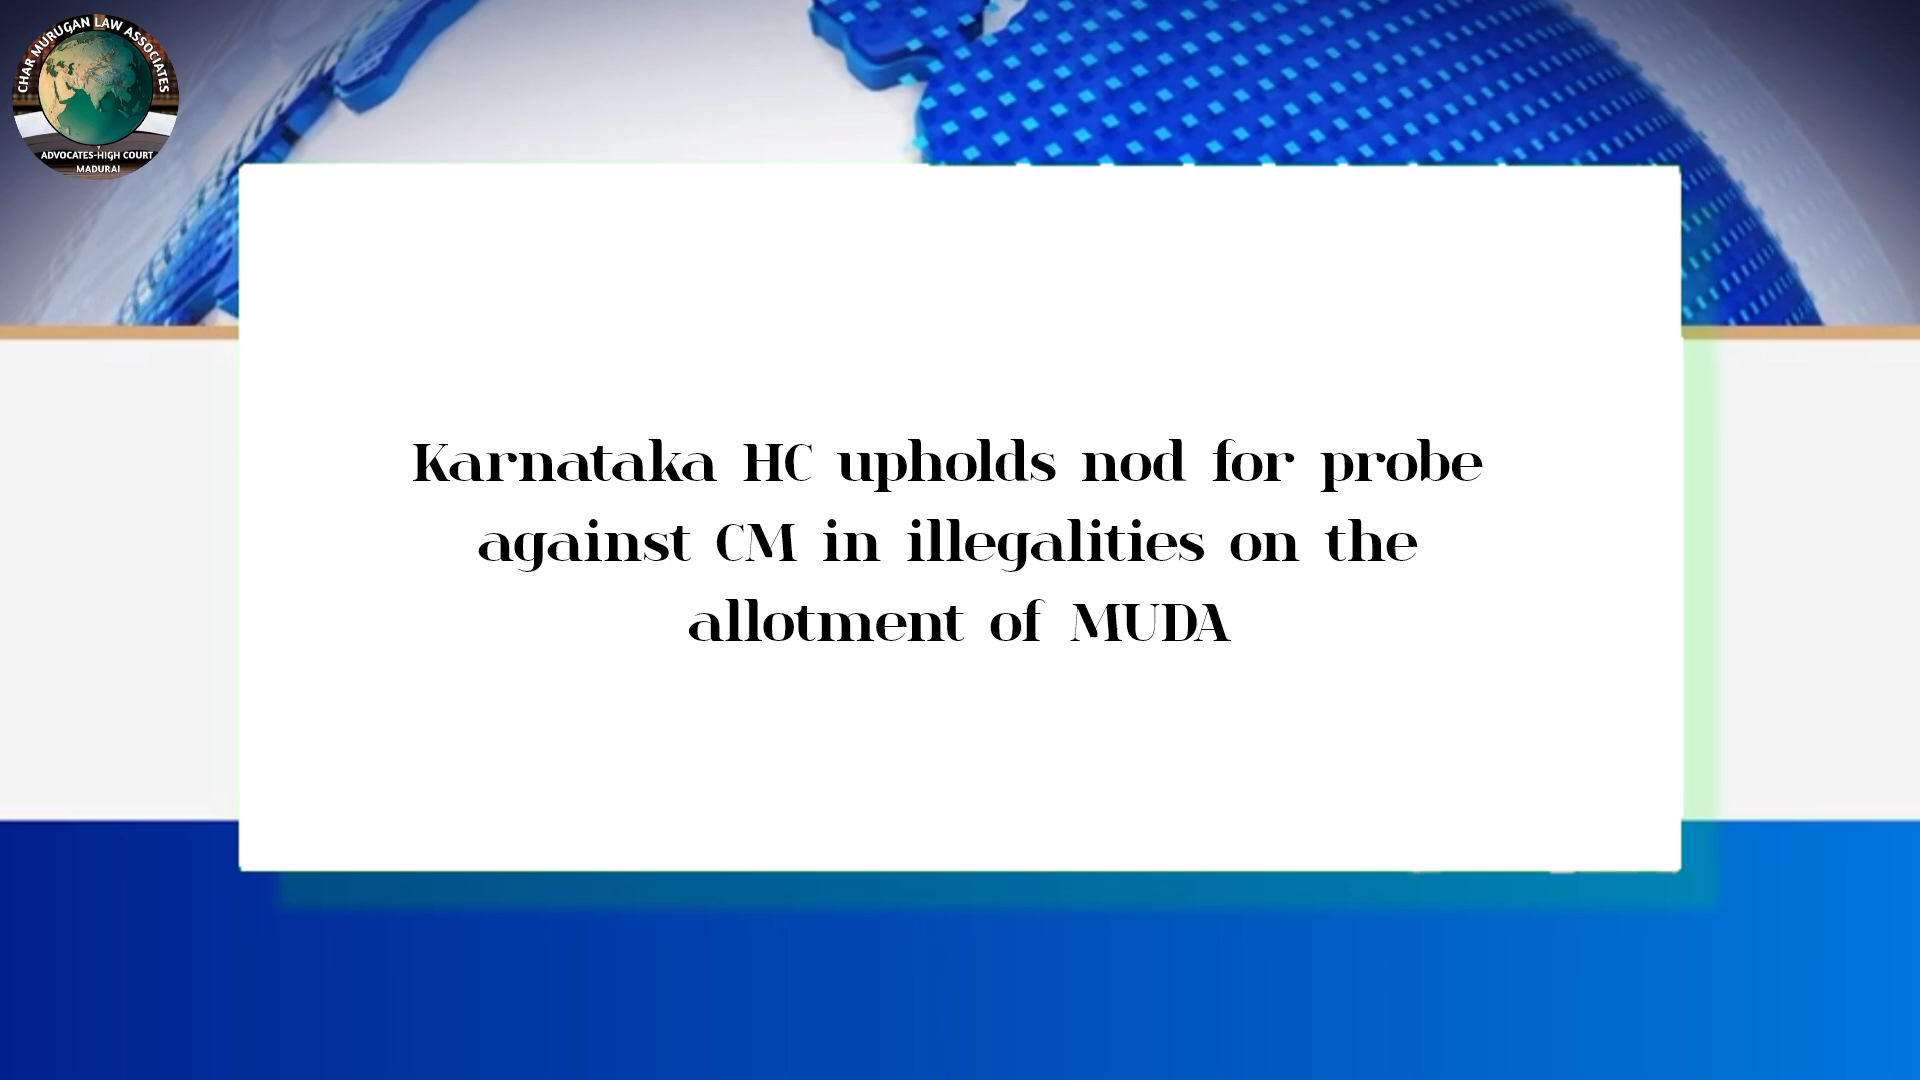 CHAR MURUGAN LAW ASSOCIATES
ADVOCATES-HIGH COURT
MADURAI
Karnataka HC upholds nod for probe
against CM in illegalities on the
allotment of MUDA